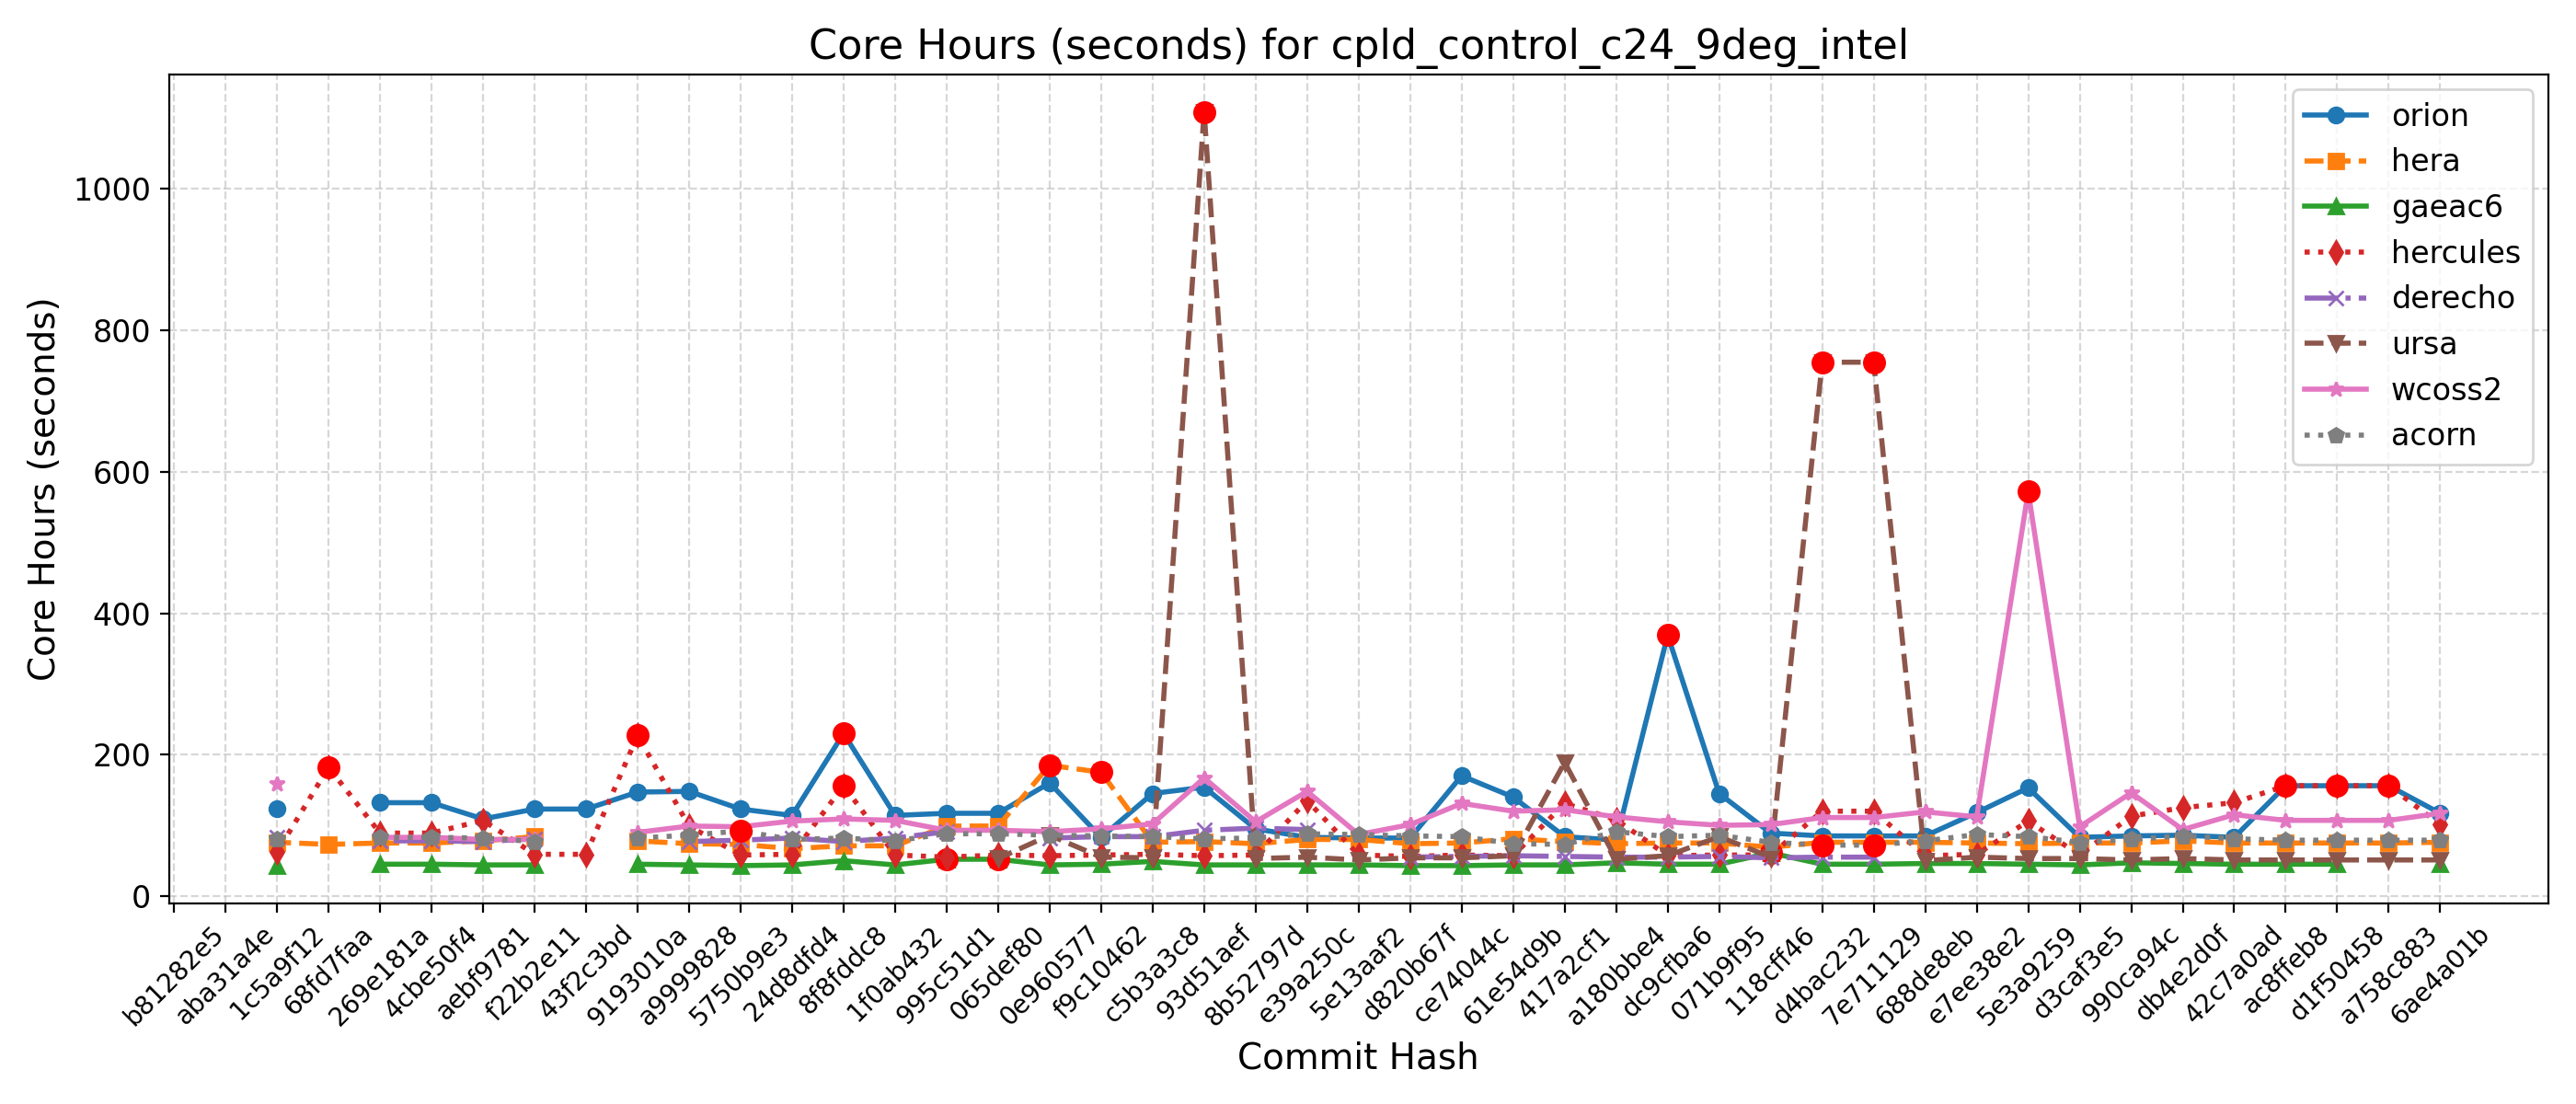 Core Hours (seconds) for cpld_control_c24_9deg_intel
Core Hours (seconds)
1000
800
600
400
200
0
orion
hera
gaeac6
hercules
derecho
ursa
wcoss2
acorn
b81282e5
aba31a4e
1c5a9f12
68fd7faa
269e181a
4cbe50f4
aebf9781
f22b2e11
43f2c3bd
9193010a
a9999828
5750b9e3
24d8dfd4
8f8fddc8
1f0ab432
995c51d1
065def80
0e960577
f9c10462
c5b3a3c8
93d51aef
8b52797d
e39a250c
5e13aaf2
d820b67f
ce74044c
61e54d9b
417a2cf1
a180bbe4
dc9cfba6
071b9f95
118cff46
d4bac232
7e711129
688de8eb
e7ee38e2
5e3a9259
d3caf3e5
990ca94c
db4e2d0f
42c7a0ad
ac8ffeb8
d1f50458
a758c883
6ae4a01b
Commit Hash